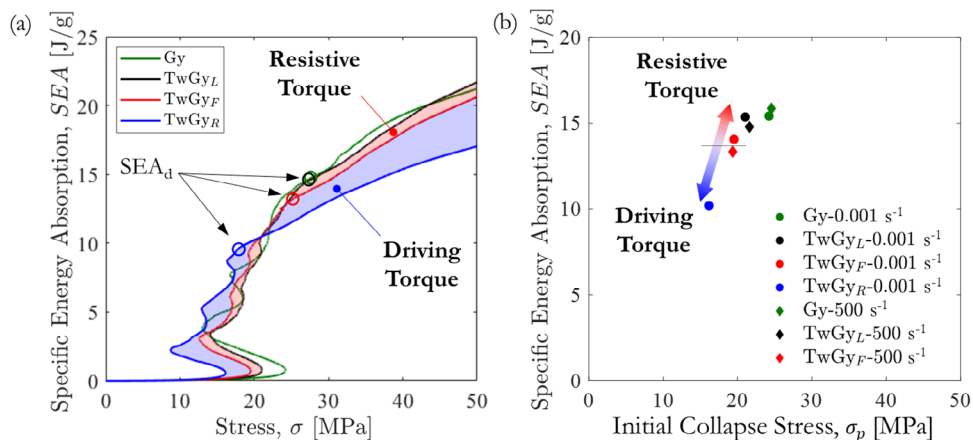 (a)
Specific Energy Absorption, SEA [J/g]
25
20
15
10
5
0
Gy
TwGy_L
TwGy_F
TwGy_R
Resistive
Torque
SEA_d
Driving
Torque
0 10 20 30 40 50
Stress, σ [MPa]
(b)
Specific Energy Absorption, SEA [J/g]
20
15
10
5
0
Resistive
Torque
Driving
Torque
Gy-0.001 s⁻¹
TwGy_L-0.001 s⁻¹
TwGy_F-0.001 s⁻¹
TwGy_R-0.001 s⁻¹
Gy-500 s⁻¹
TwGy_L-500 s⁻¹
TwGy_F-500 s⁻¹
0 10 20 30 40 50
Initial Collapse Stress, σ_p [MPa]